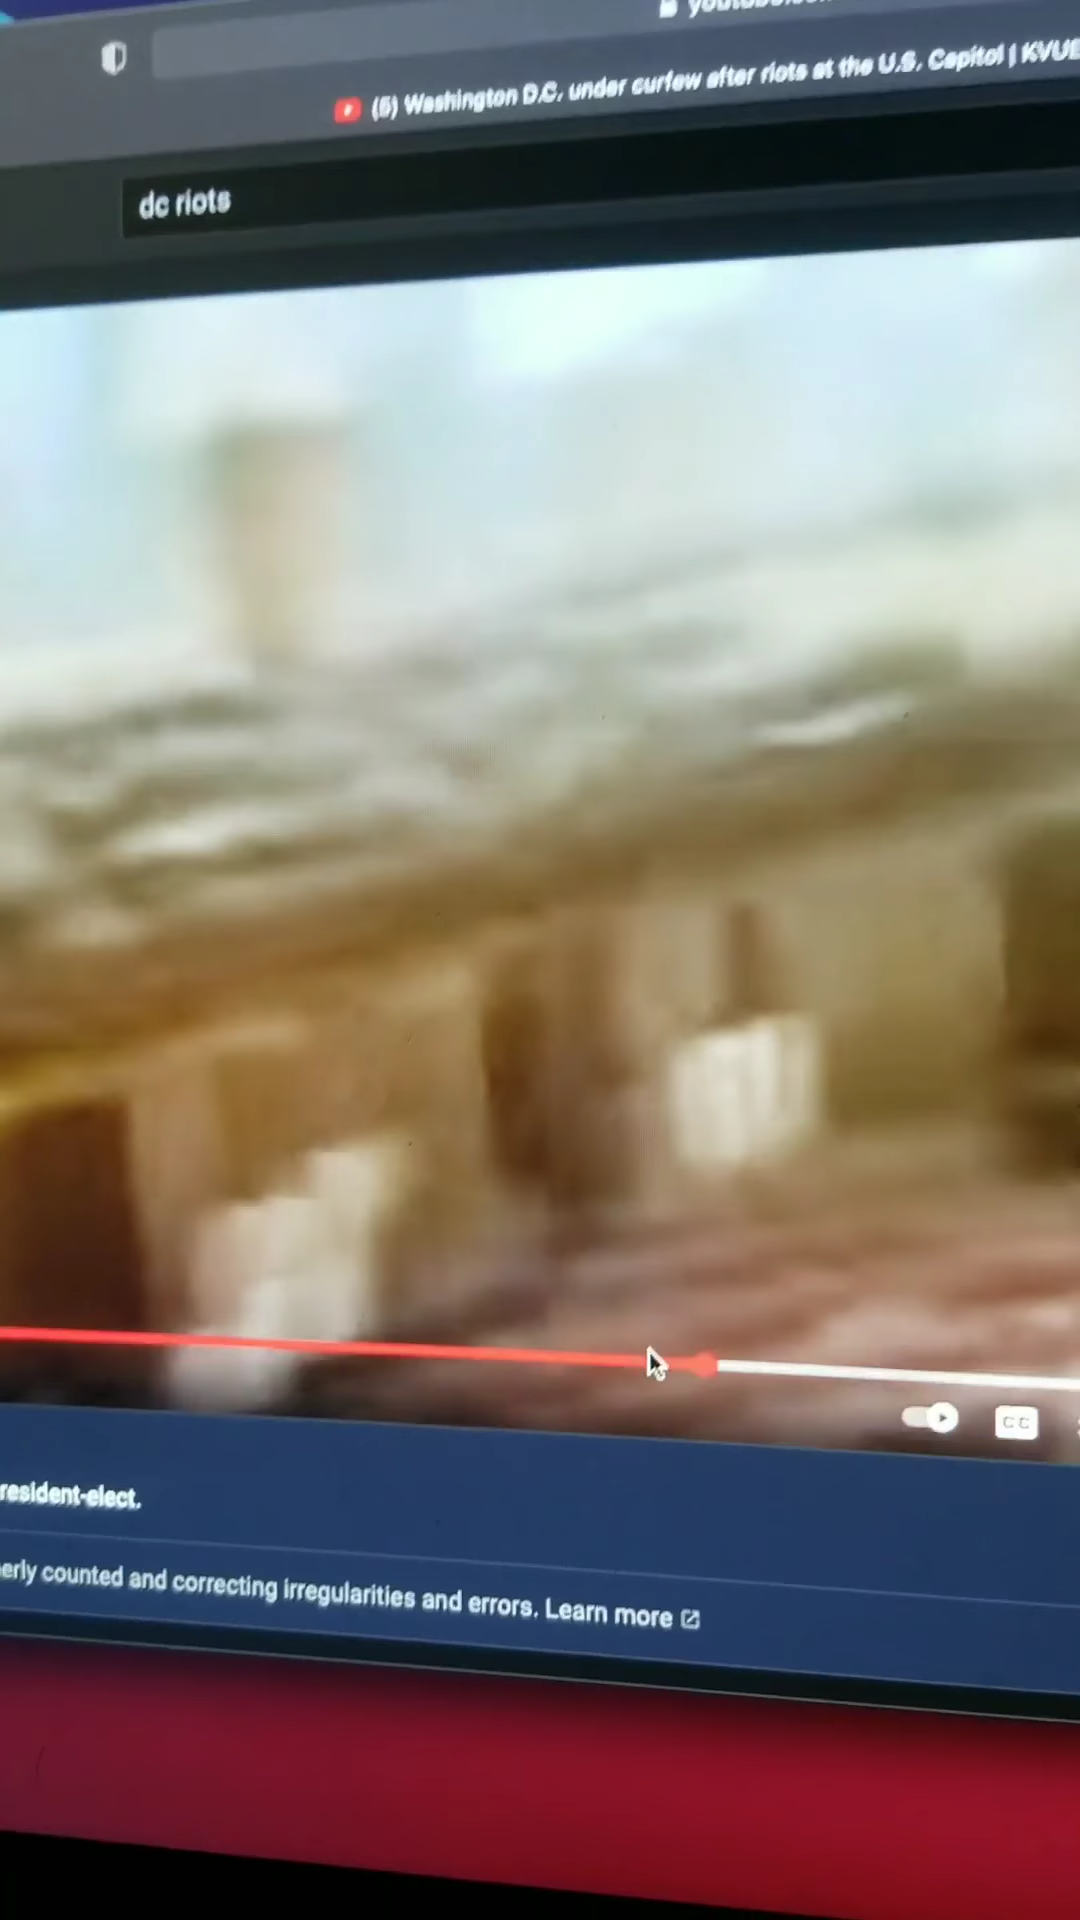 (5) Washington D.C. under curfew after riots at the U.S. Capitol | KVUE
dc riots
CC
resident-elect.
erly counted and correcting irregularities and errors. Learn more